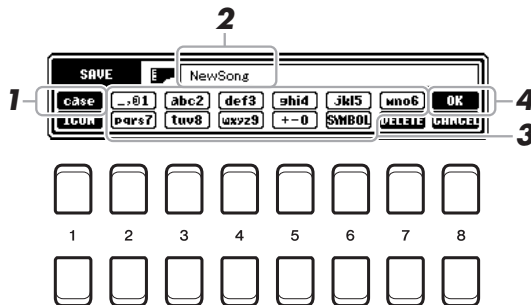 2
SAVE NewSong
1 case _,@1 abc2 def3 ghi4 jkl5 mno6 OK 4
ICON pqrs7 tuv8 wxyz9 +-0 SYMBOL DELETE CANCEL
3
1 2 3 4 5 6 7 8